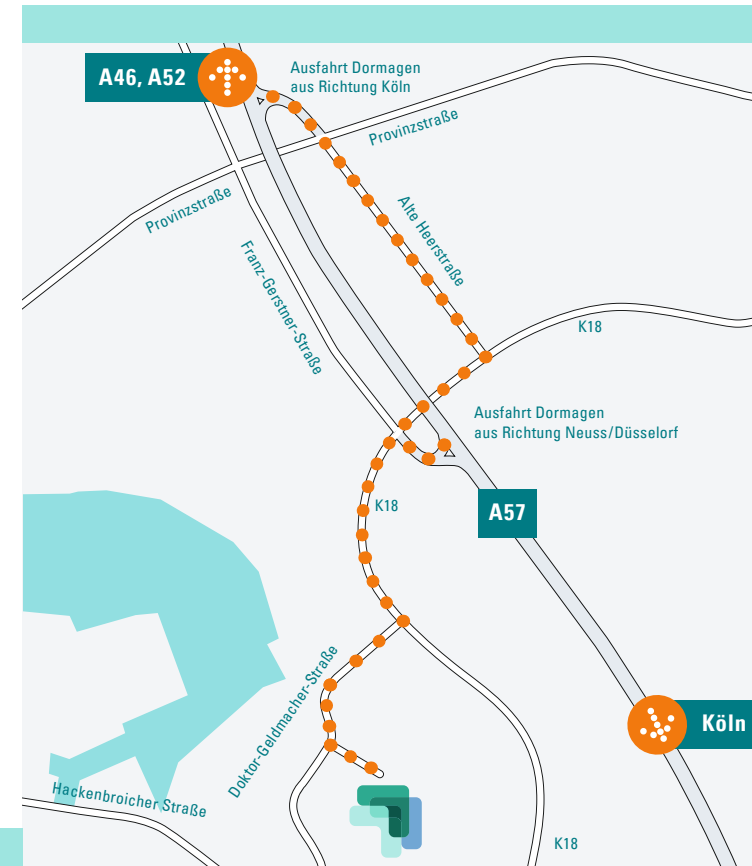 A46, A52
Ausfahrt Dormagen
aus Richtung Köln
Provinzstraße
Provinzstraße
Alte Heerstraße
Franz-Gerstner-Straße
K18
Ausfahrt Dormagen
aus Richtung Neuss/Düsselorf
K18
A57
Doktor-Geldmacher-Straße
Köln
Hackenbroicher Straße
K18